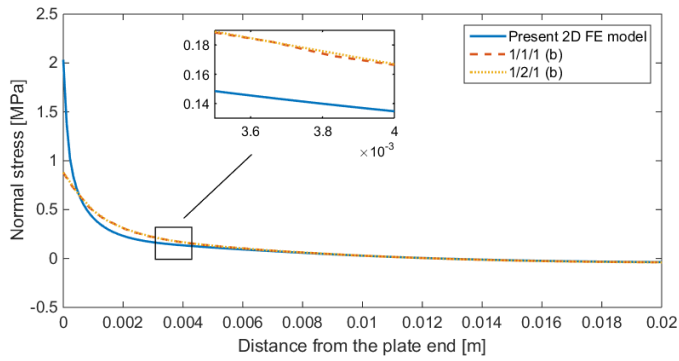 Present 2D FE model
1/1/1 (b)
1/2/1 (b)
0.18
0.16
0.14
3.6 3.8 4
×10⁻³
Normal stress [MPa]
2.5
2
1.5
1
0.5
0
-0.5
0 0.002 0.004 0.006 0.008 0.01 0.012 0.014 0.016 0.018 0.02
Distance from the plate end [m]